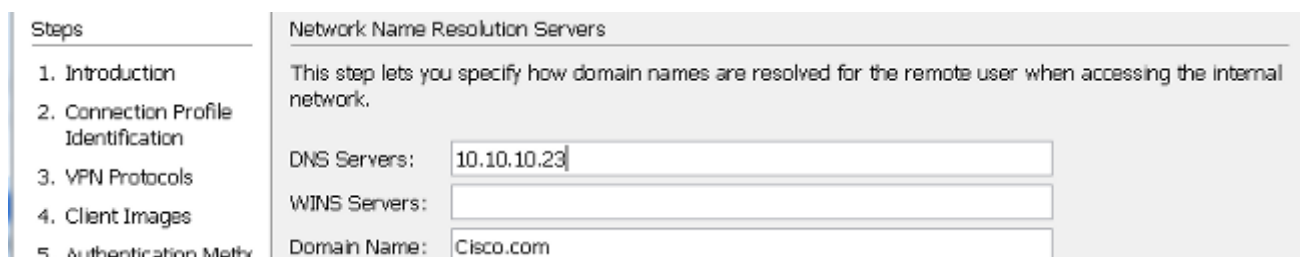 Steps
1. Introduction
2. Connection Profile
Identification
3. VPN Protocols
4. Client Images
5. Authentication
Network Name Resolution Servers
This step lets you specify how domain names are resolved for the remote user when accessing the internal
network.
DNS Servers: 10.10.10.23
WINS Servers:
Domain Name: Cisco.com